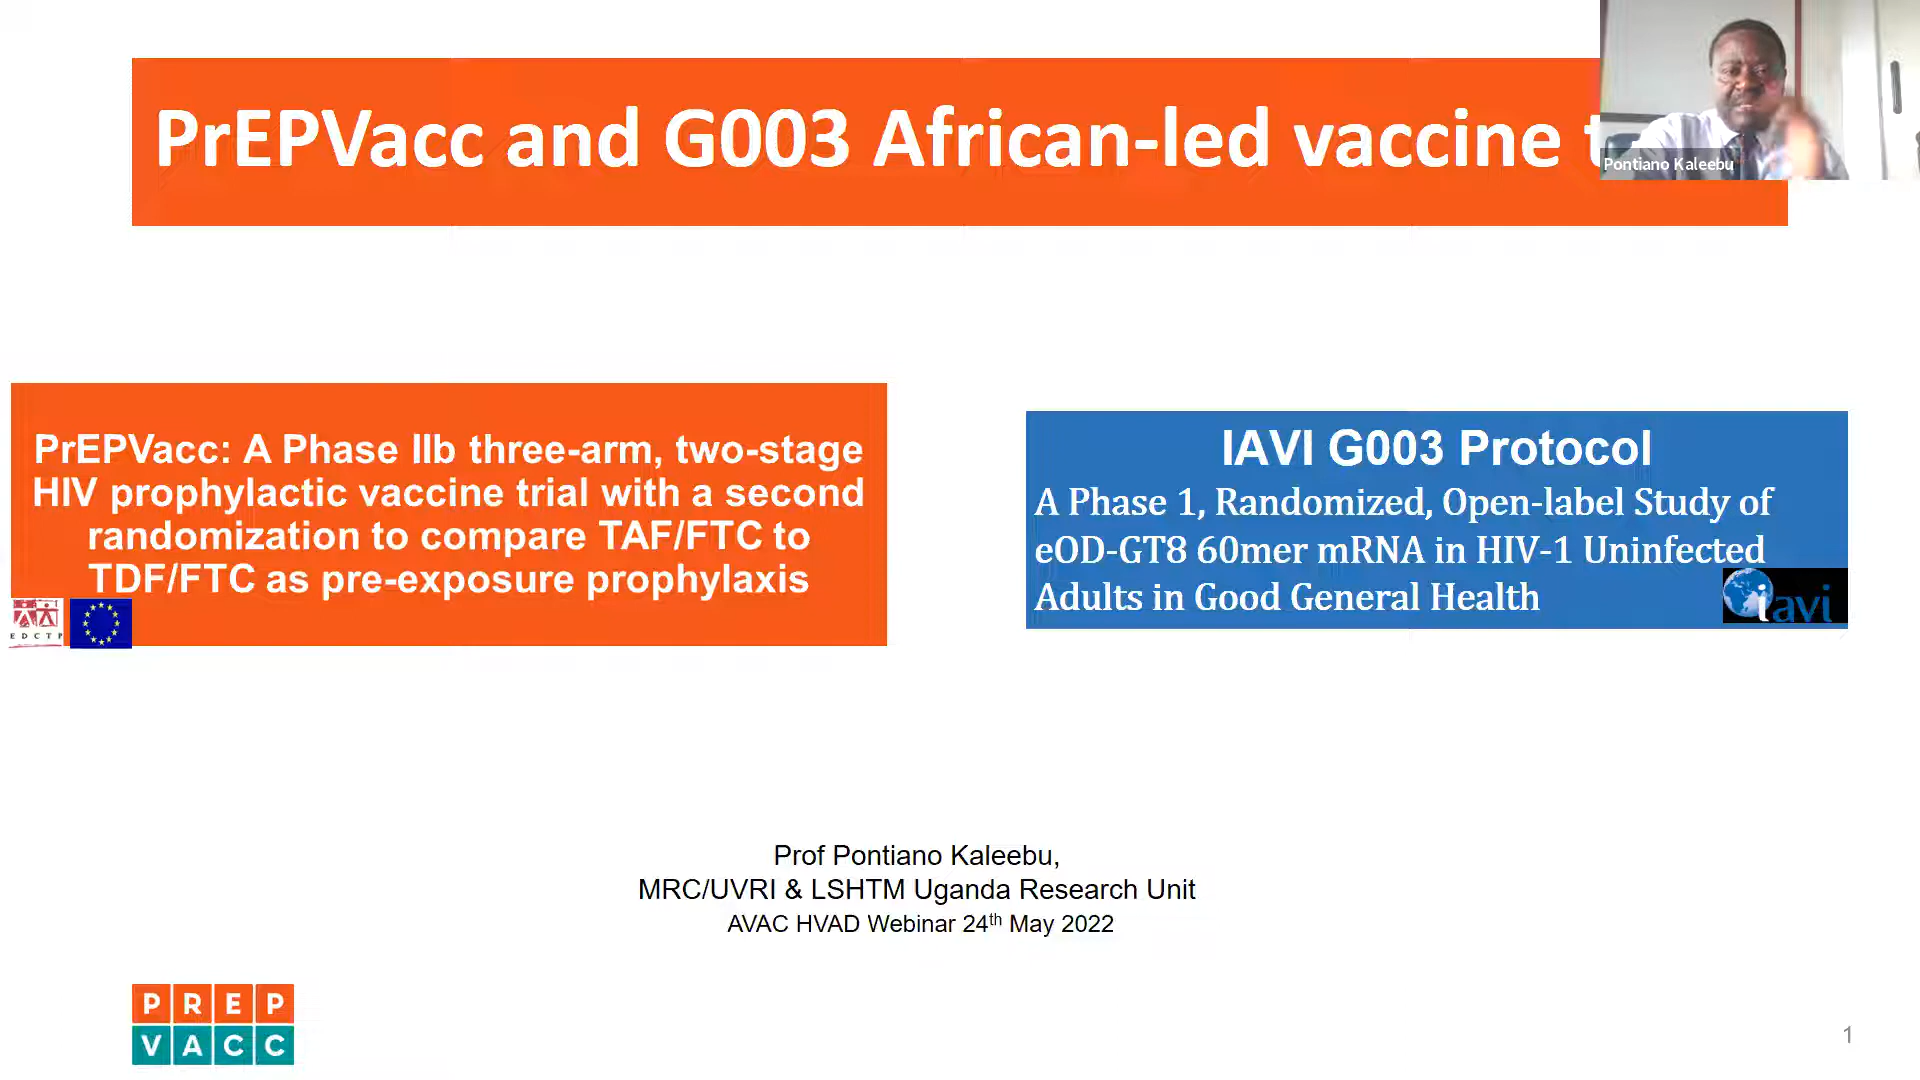 PrEPVacc and G003 African-led vaccine
Pontiano Kaleebu
PrEPVacc: A Phase IIb three-arm, two-stage
HIV prophylactic vaccine trial with a second
randomization to compare TAF/FTC to
TDF/FTC as pre-exposure prophylaxis
EDCTP
IAVI G003 Protocol
A Phase 1, Randomized, Open-label Study of
eOD-GT8 60mer mRNA in HIV-1 Uninfected
Adults in Good General Health
iavi
Prof Pontiano Kaleebu,
MRC/UVRI & LSHTM Uganda Research Unit
AVAC HVAD Webinar 24th May 2022
PREP
VACC
1